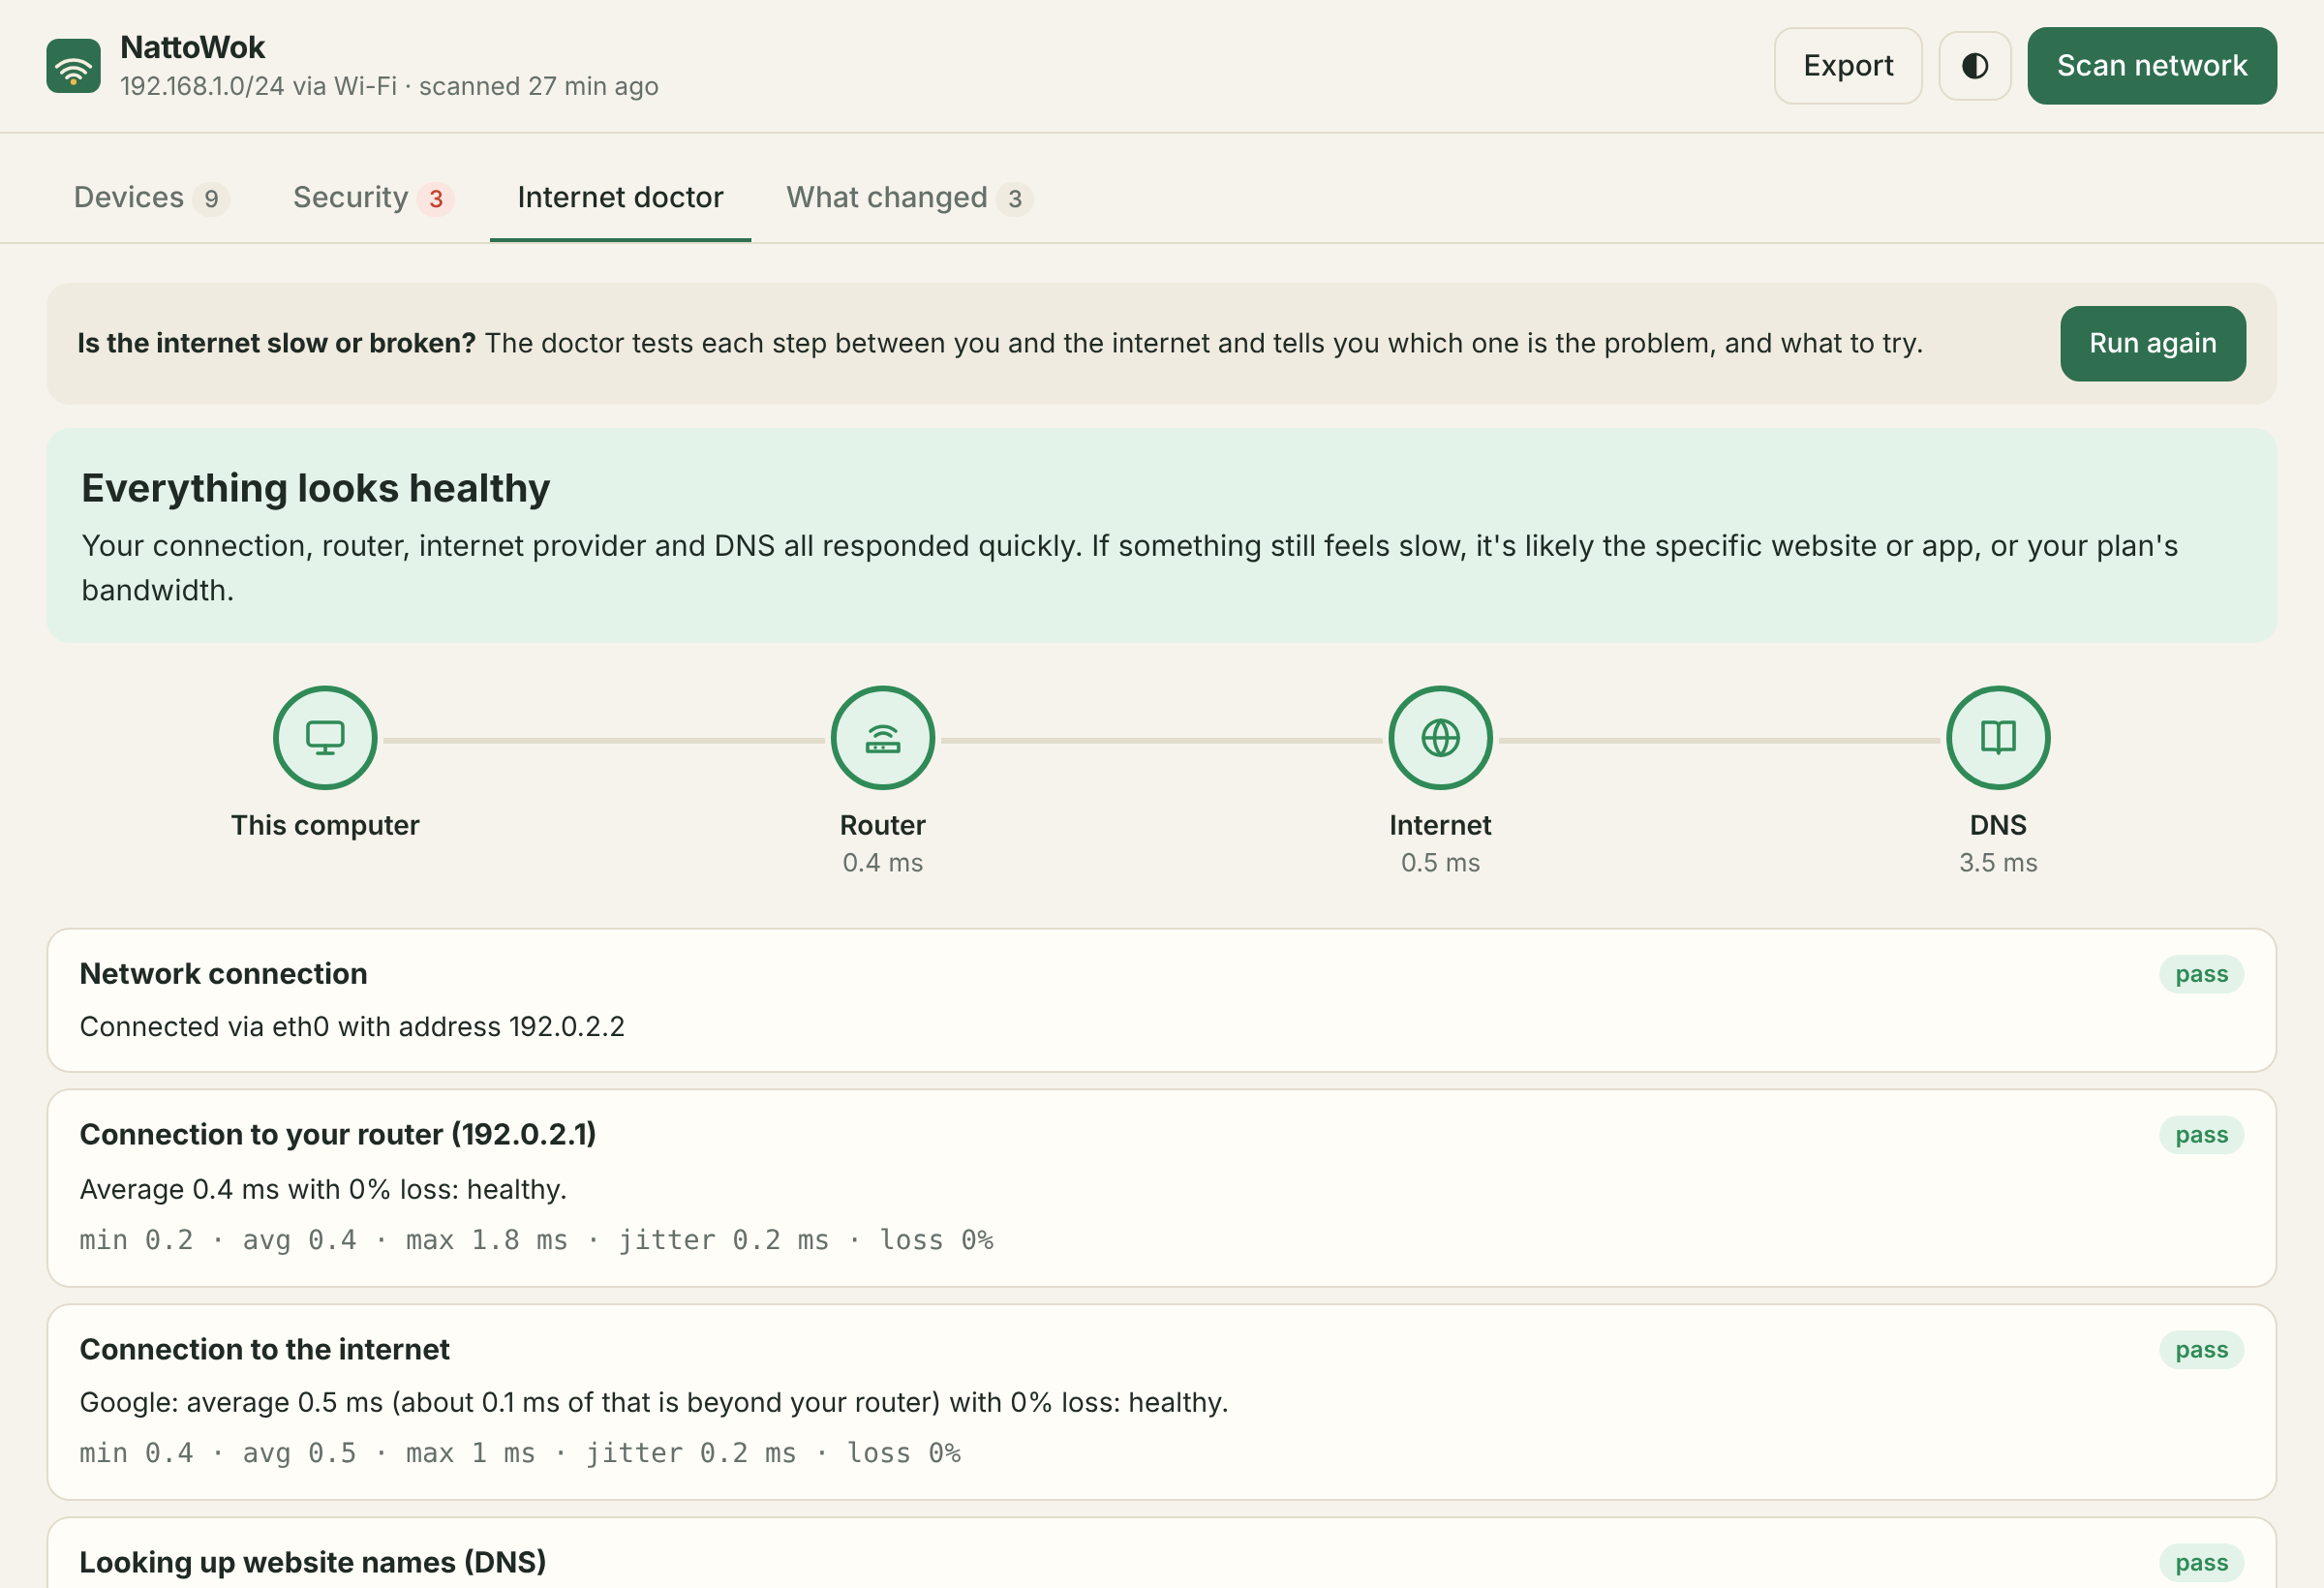 NattoWok
192.168.1.0/24 via Wi-Fi · scanned 27 min ago
Export
Scan network
Devices 9
Security 3
Internet doctor
What changed 3
Is the internet slow or broken? The doctor tests each step between you and the internet and tells you which one is the problem, and what to try.
Run again
Everything looks healthy
Your connection, router, internet provider and DNS all responded quickly. If something still feels slow, it's likely the specific website or app, or your plan's
bandwidth.
This computer
Router
0.4 ms
Internet
0.5 ms
DNS
3.5 ms
Network connection
pass
Connected via eth0 with address 192.0.2.2
Connection to your router (192.0.2.1)
pass
Average 0.4 ms with 0% loss: healthy.
min 0.2 · avg 0.4 · max 1.8 ms · jitter 0.2 ms · loss 0%
Connection to the internet
pass
Google: average 0.5 ms (about 0.1 ms of that is beyond your router) with 0% loss: healthy.
min 0.4 · avg 0.5 · max 1 ms · jitter 0.2 ms · loss 0%
Looking up website names (DNS)
pass